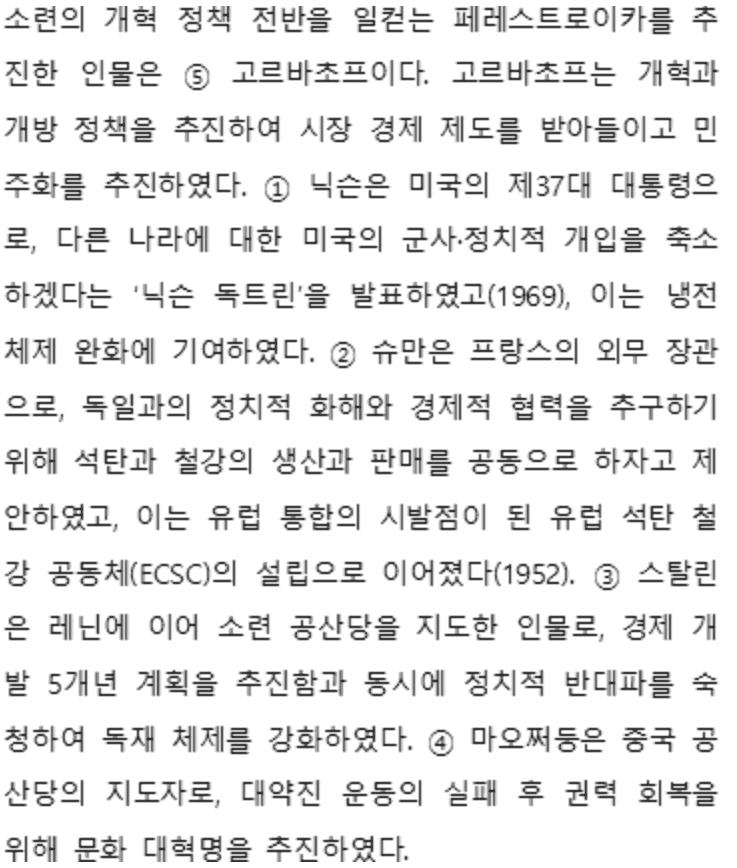 소련의 개혁 정책 전반을 일컫는 페레스트로이카를 추
진한 인물은 ⑤ 고르바초프이다. 고르바초프는 개혁과
개방 정책을 추진하여 시장 경제 제도를 받아들이고 민
주화를 추진하였다. ① 닉슨은 미국의 제37대 대통령으
로, 다른 나라에 대한 미국의 군사·정치적 개입을 축소
하겠다는 '닉슨 독트린'을 발표하였고(1969), 이는 냉전
체제 완화에 기여하였다. ② 슈만은 프랑스의 외무 장관
으로, 독일과의 정치적 화해와 경제적 협력을 추구하기
위해 석탄과 철강의 생산과 판매를 공동으로 하자고 제
안하였고, 이는 유럽 통합의 시발점이 된 유럽 석탄 철
강 공동체(ECSC)의 설립으로 이어졌다(1952). ③ 스탈린
은 레닌에 이어 소련 공산당을 지도한 인물로, 경제 개
발 5개년 계획을 추진함과 동시에 정치적 반대파를 숙
청하여 독재 체제를 강화하였다. ④ 마오쩌둥은 중국 공
산당의 지도자로, 대약진 운동의 실패 후 권력 회복을
위해 문화 대혁명을 추진하였다.